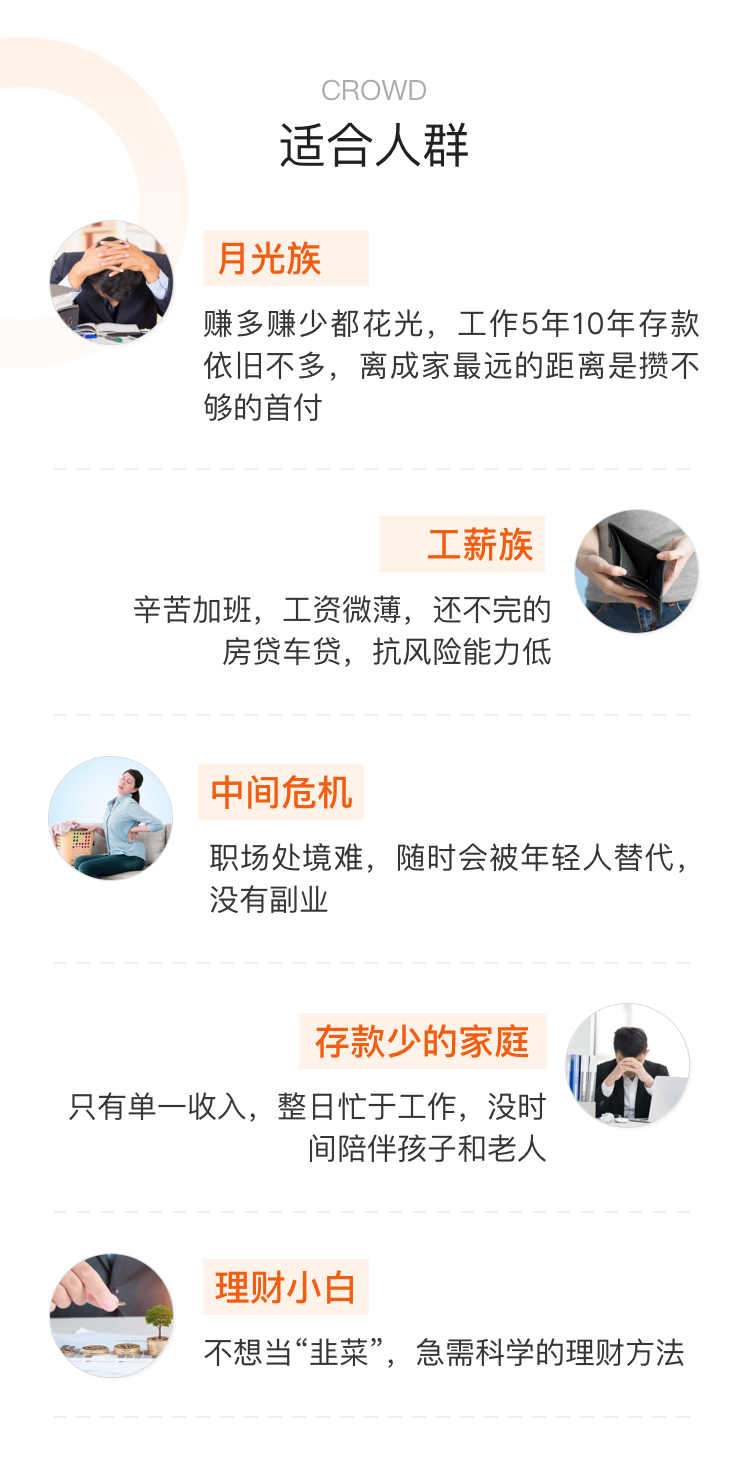 CROWD
适合人群
月光族
赚多赚少都花光，工作5年10年存款
依旧不多，离成家最远的距离是攒不
够的首付
工薪族
辛苦加班，工资微薄，还不完的
房贷车贷，抗风险能力低
中间危机
职场处境难，随时会被年轻人替代，
没有副业
存款少的家庭
只有单一收入，整日忙于工作，没时
间陪伴孩子和老人
理财小白
不想当“韭菜”，急需科学的理财方法